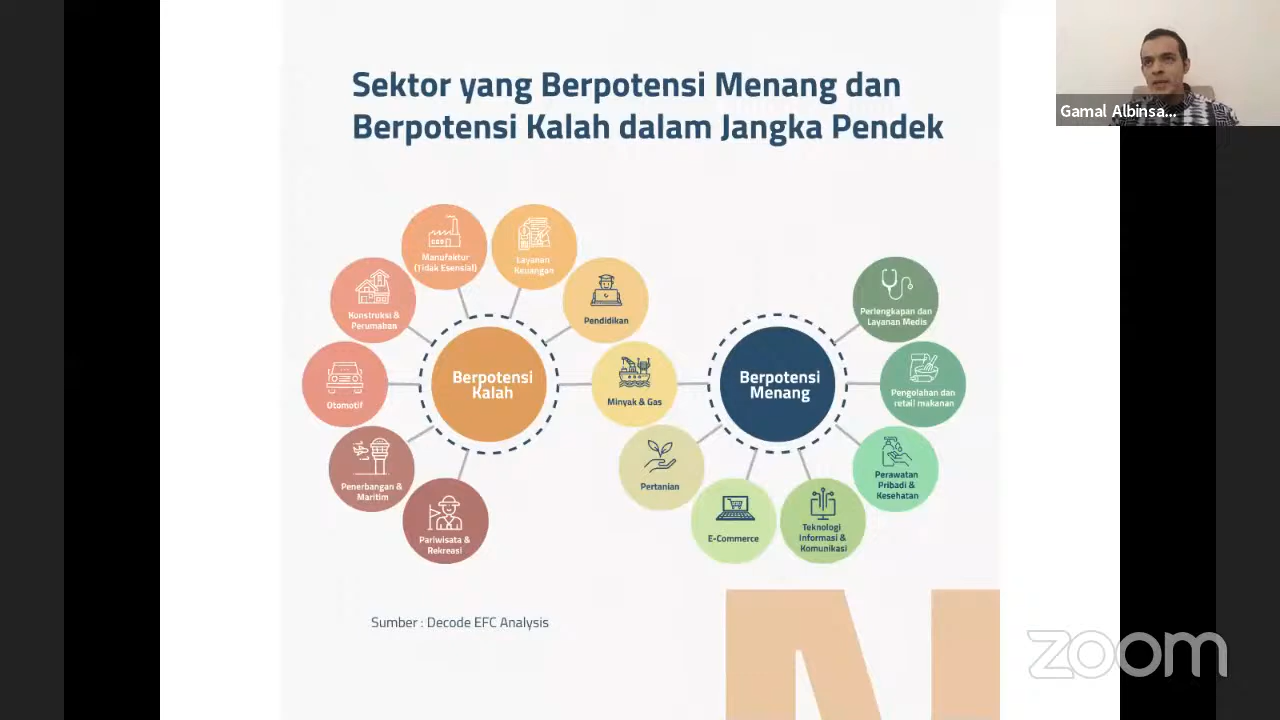 Sektor yang Berpotensi Menang dan
Berpotensi Kalah dalam Jangka Pendek
Gamal Albinsa...
Manufaktur
(Tidak Esensial)
Layanan
Keuangan
Konstruksi &
Perumahan
Pendidikan
Otomotif
Berpotensi
Kalah
Minyak & Gas
Penerbangan &
Maritim
Pariwisata &
Rekreasi
Berpotensi
Menang
Perlengkapan dan
Layanan Medis
Pengolahan dan
retail makanan
Perawatan
Pribadi &
Kesehatan
Teknologi
Informasi &
Komunikasi
E-Commerce
Pertanian
Sumber : Decode EFC Analysis
zoom